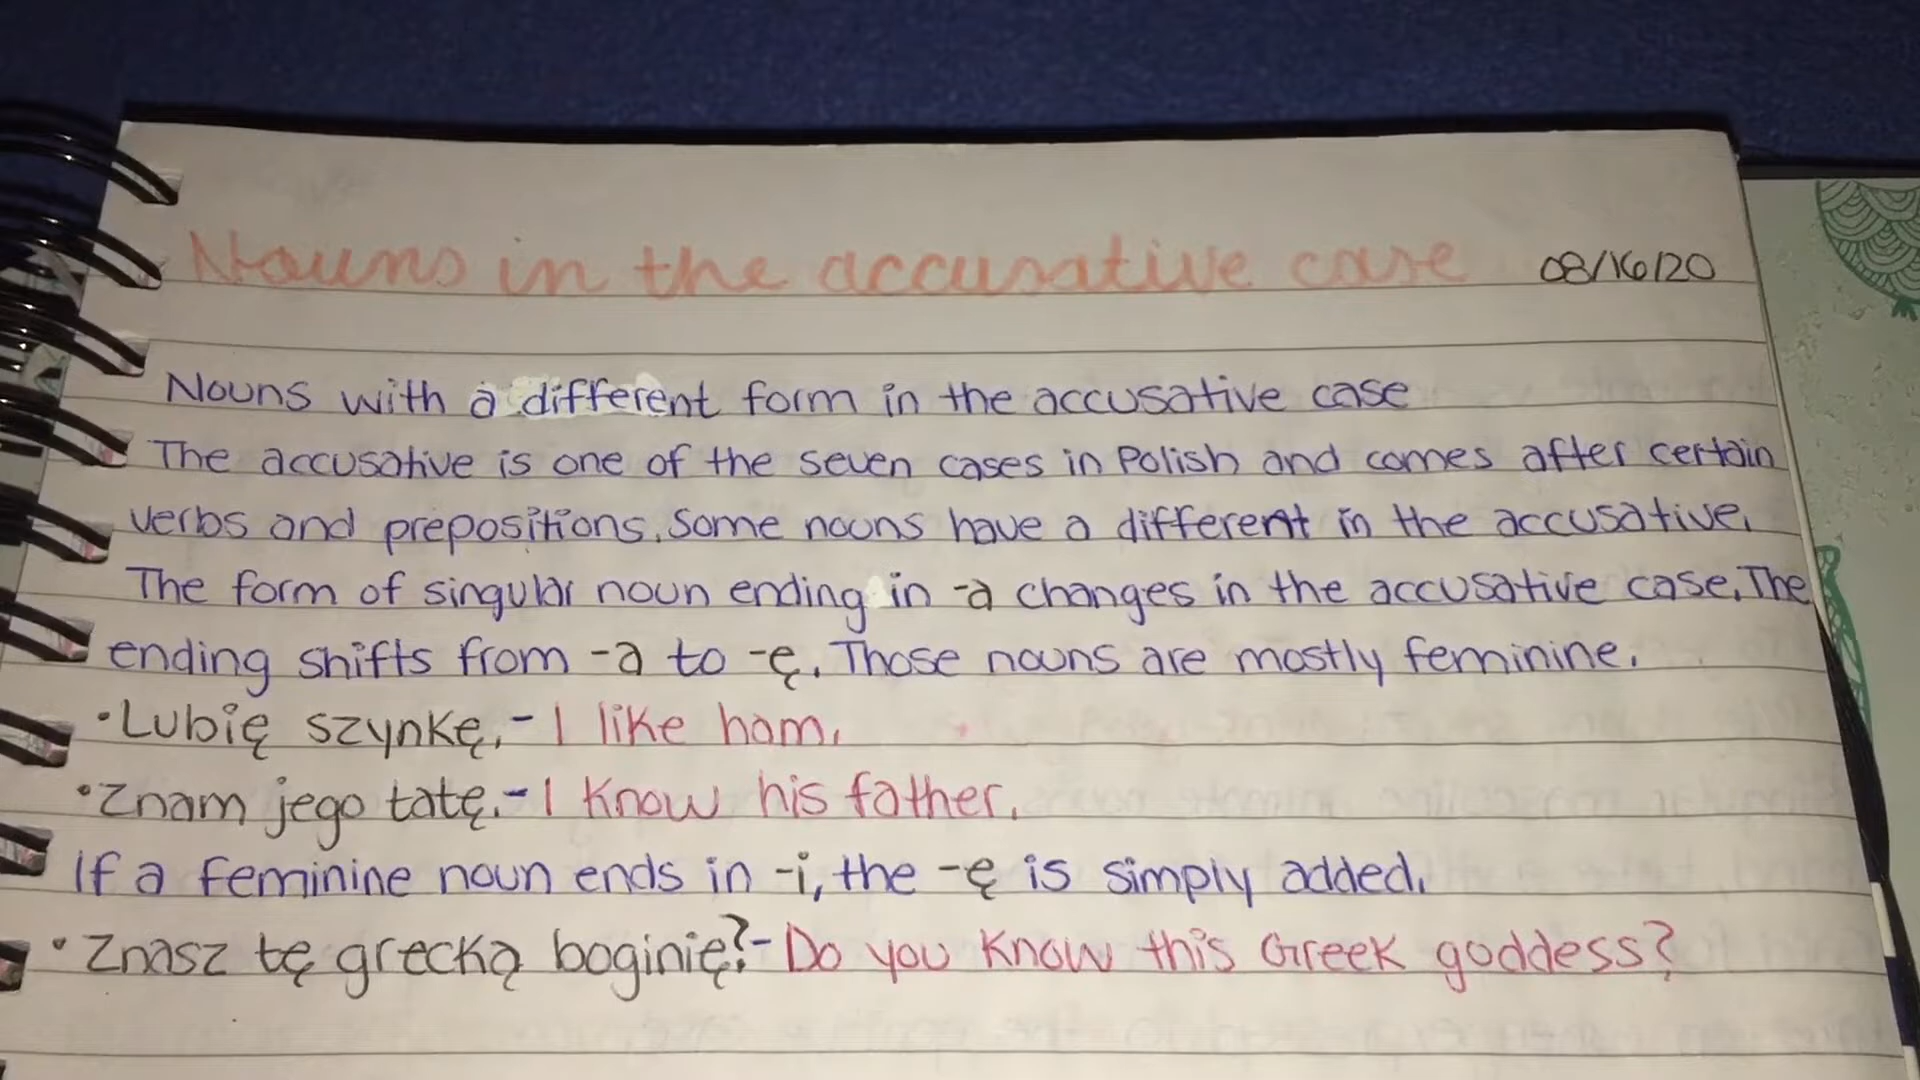 Nouns in the accusative case 08/16/20
Nouns with a different form in the accusative case
The accusative is one of the seven cases in Polish and comes after certain
verbs and prepositions. Some nouns have a different in the accusative.
The form of singular noun ending in -a changes in the accusative case. The
ending shifts from -a to -ę. Those nouns are mostly feminine.
•Lubię szynkę.- I like ham.
•Znam jego tatę.- I know his father.
If a feminine noun ends in -i, the -ę is simply added.
•Znasz tę grecką boginię?- Do you know this Greek goddess?